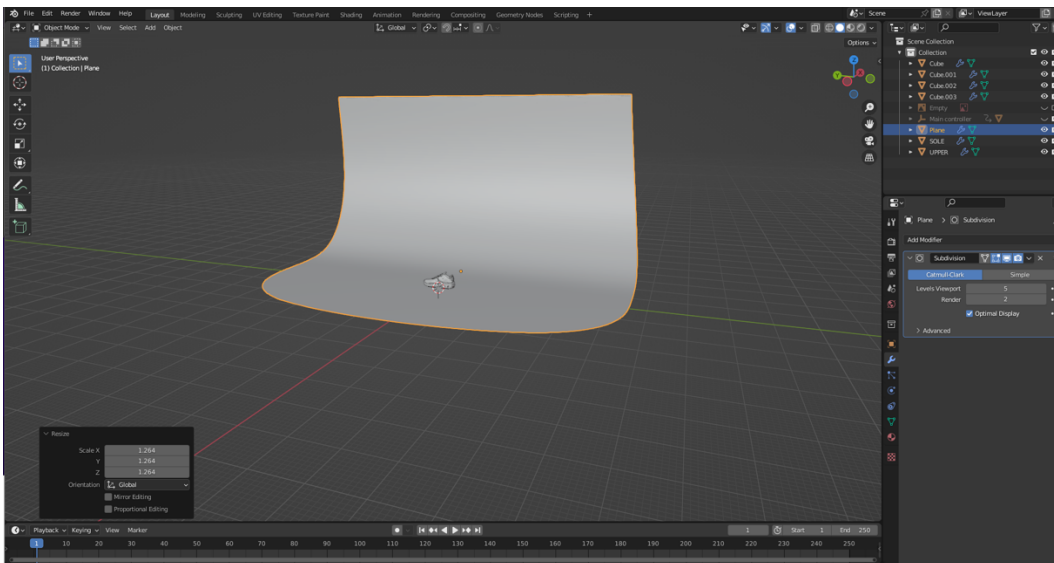 File Edit Render Window Help Layout Modeling Sculpting UV Editing Texture Paint Shading Animation Rendering Compositing Geometry Nodes Scripting + Scene ViewLayer
Object Mode View Select Add Object Global
Options
User Perspective
(1) Collection | Plane
Z
Y
X
Scene Collection
Collection
Cube
Cube.001
Cube.002
Cube.003
Empty
Main controller
Plane
SOLE
UPPER
Plane > Subdivision
Add Modifier
Subdivision
Catmull-Clark Simple
Levels Viewport 5
Render 2
Optimal Display
Advanced
Resize
Scale X 1.264
Y 1.264
Z 1.264
Orientation Global
Mirror Editing
Proportional Editing
Playback Keying View Marker 1 Start 1 End 250
1 10 20 30 40 50 60 70 80 90 100 110 120 130 140 150 160 170 180 190 200 210 220 230 240 250